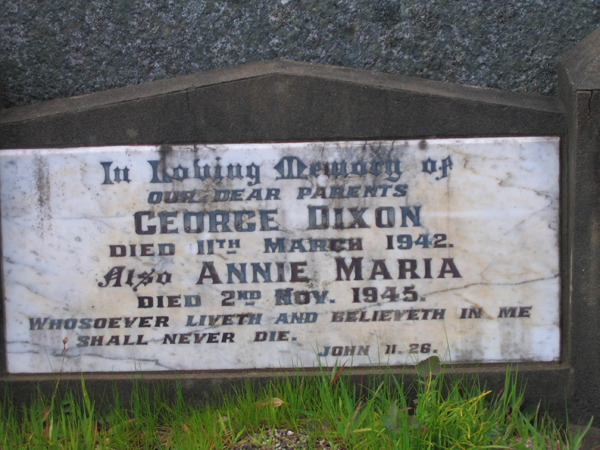 In Loving Memory of
OUR DEAR PARENTS
GEORGE DIXON
DIED 11TH MARCH 1942.
Also ANNIE MARIA
DIED 2ND NOV. 1945.
WHOSOEVER LIVETH AND BELIEVETH IN ME
SHALL NEVER DIE.
JOHN 11. 26.